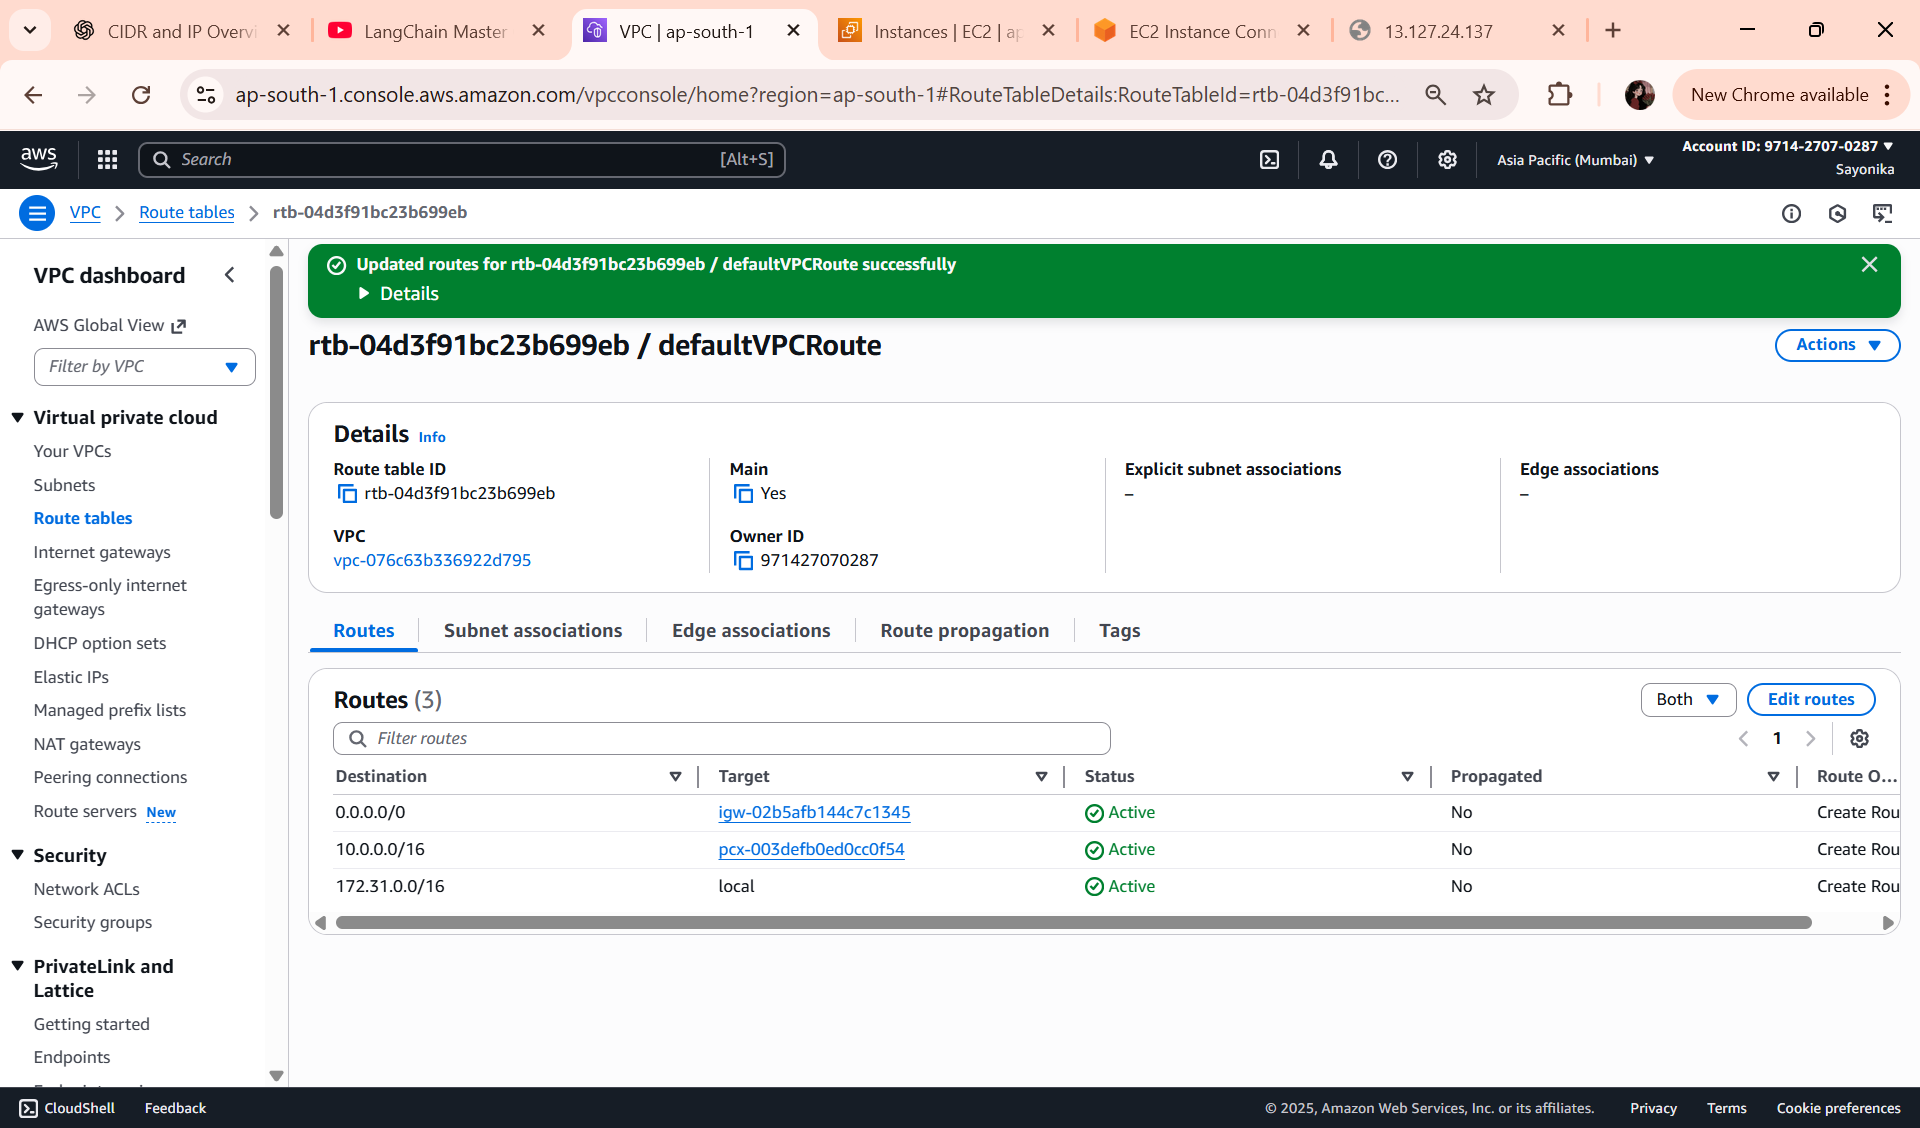 CIDR and IP Overvi
LangChain Master
VPC | ap-south-1
Instances | EC2 | ap
EC2 Instance Conn
13.127.24.137
ap-south-1.console.aws.amazon.com/vpcconsole/home?region=ap-south-1#RouteTableDetails:RouteTableId=rtb-04d3f91bc...
New Chrome available
aws
Search
[Alt+S]
Asia Pacific (Mumbai)
Account ID: 9714-2707-0287
Sayonika
VPC
Route tables
rtb-04d3f91bc23b699eb
VPC dashboard
AWS Global View
Filter by VPC
Virtual private cloud
Your VPCs
Subnets
Route tables
Internet gateways
Egress-only internet
gateways
DHCP option sets
Elastic IPs
Managed prefix lists
NAT gateways
Peering connections
Route servers New
Security
Network ACLs
Security groups
PrivateLink and
Lattice
Getting started
Endpoints
Updated routes for rtb-04d3f91bc23b699eb / defaultVPCRoute successfully
Details
rtb-04d3f91bc23b699eb / defaultVPCRoute
Actions
Details Info
Route table ID
rtb-04d3f91bc23b699eb
VPC
vpc-076c63b336922d795
Main
Yes
Owner ID
971427070287
Explicit subnet associations
–
Edge associations
–
Routes
Subnet associations
Edge associations
Route propagation
Tags
Routes (3)
Both
Edit routes
Filter routes
1
Destination Target Status Propagated Route O...
0.0.0.0/0 igw-02b5afb144c7c1345 Active No Create Rou
10.0.0.0/16 pcx-003defb0ed0cc0f54 Active No Create Rou
172.31.0.0/16 local Active No Create Rou
CloudShell
Feedback
© 2025, Amazon Web Services, Inc. or its affiliates.
Privacy
Terms
Cookie preferences